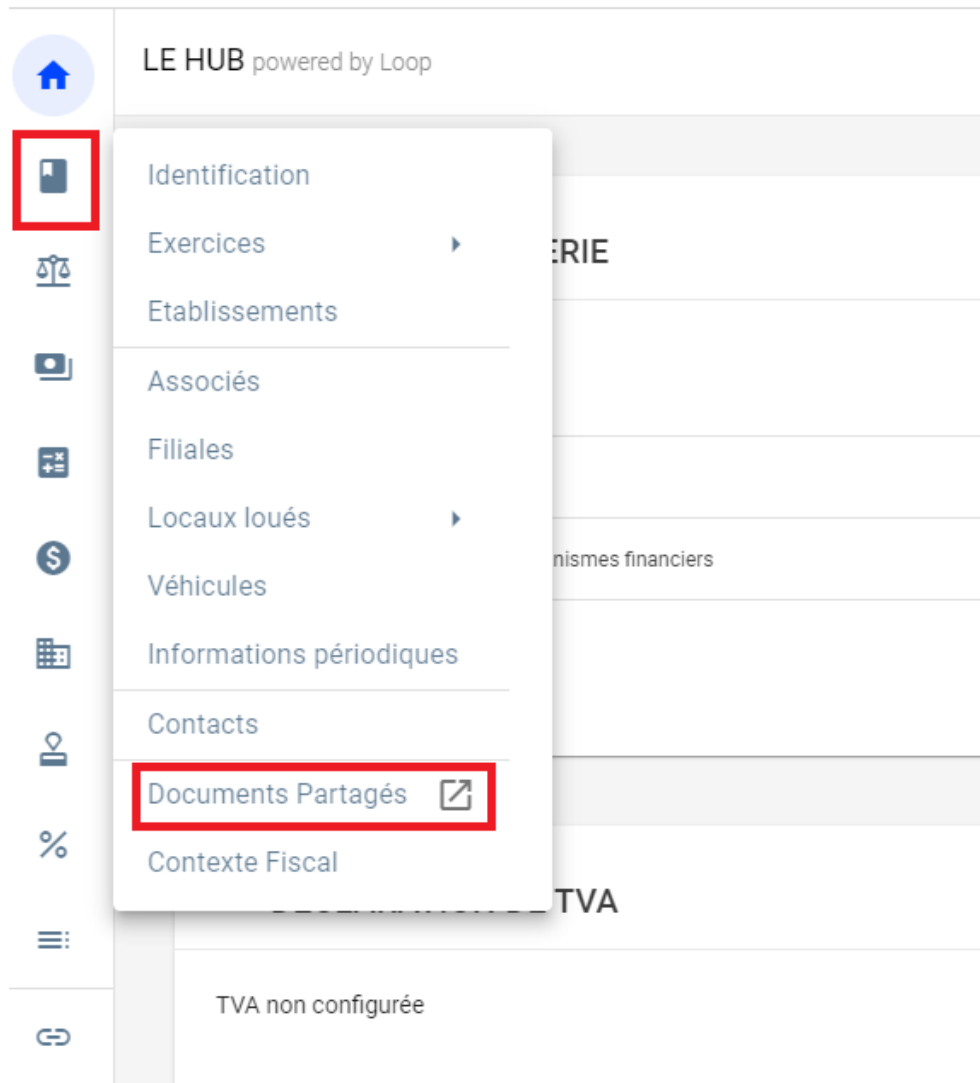 LE HUB powered by Loop
Identification
Exercices
ERIE
Etablissements
Associés
Filiales
Locaux loués
nismes financiers
Véhicules
Informations périodiques
Contacts
Documents Partagés
Contexte Fiscal
TVA
TVA non configurée